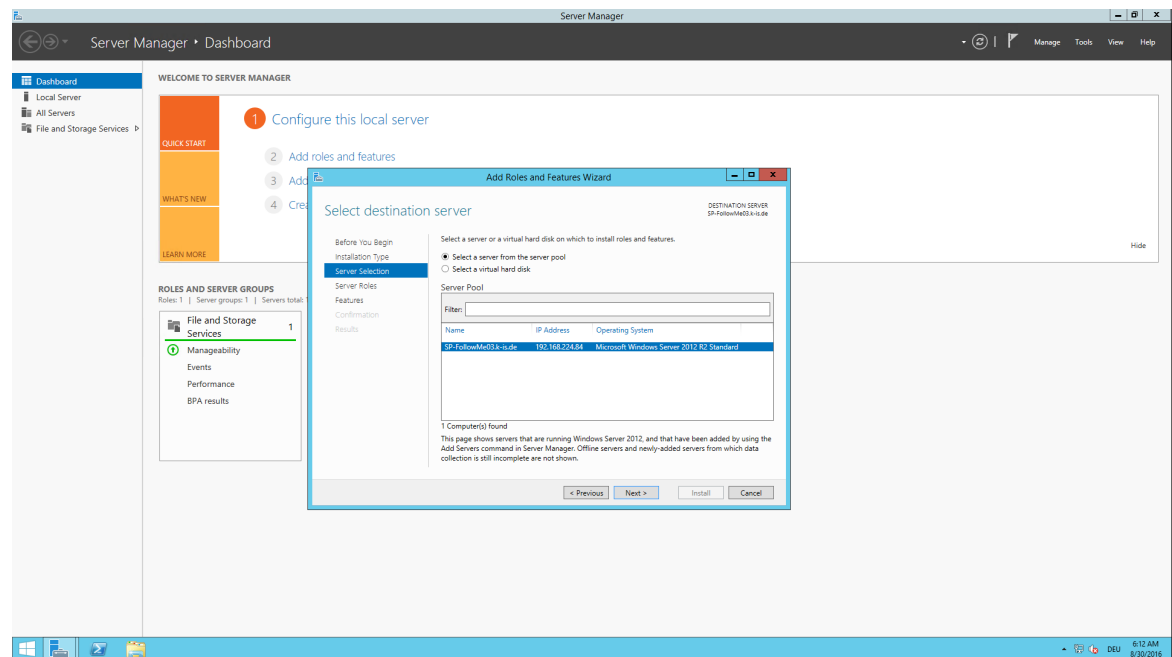 Server Manager
Server Manager • Dashboard
Manage Tools View Help
Dashboard
Local Server
All Servers
File and Storage Services
WELCOME TO SERVER MANAGER
QUICK START
WHAT'S NEW
LEARN MORE
1 Configure this local server
2 Add roles and features
3 Add
4 Crea
Hide
ROLES AND SERVER GROUPS
Roles: 1 | Server groups: 1 | Servers total: 1
File and Storage
Services
1
Manageability
Events
Performance
BPA results
Add Roles and Features Wizard
Select destination server
DESTINATION SERVER
SP-FollowMe03.k-is.de
Before You Begin
Installation Type
Server Selection
Server Roles
Features
Confirmation
Results
Select a server or a virtual hard disk on which to install roles and features.
Select a server from the server pool
Select a virtual hard disk
Server Pool
Filter:
Name IP Address Operating System
SP-FollowMe03.k-is.de 192.168.224.84 Microsoft Windows Server 2012 R2 Standard
1 Computer(s) found
This page shows servers that are running Windows Server 2012, and that have been added by using the
Add Servers command in Server Manager. Offline servers and newly-added servers from which data
collection is still incomplete are not shown.
< Previous Next > Install Cancel
DEU
6:12 AM
8/30/2016